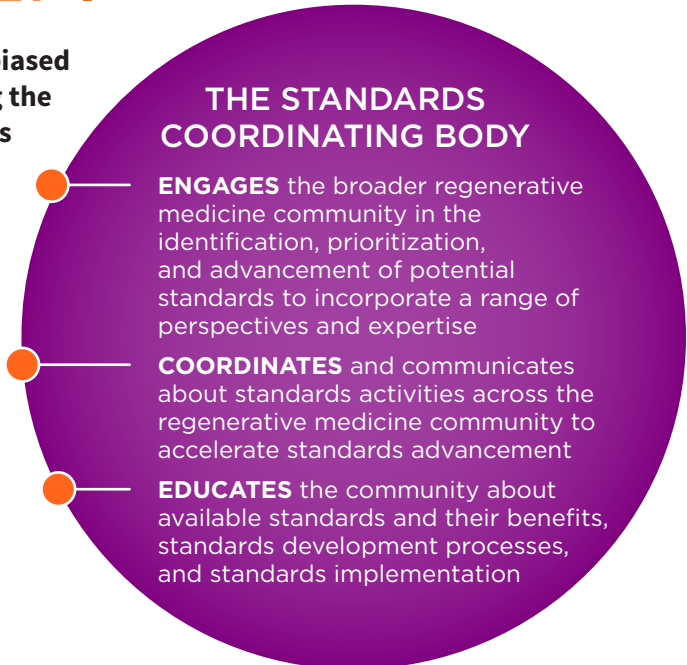 biased
g the
s
THE STANDARDS
COORDINATING BODY
ENGAGES the broader regenerative
medicine community in the
identification, prioritization,
and advancement of potential
standards to incorporate a range of
perspectives and expertise
COORDINATES and communicates
about standards activities across the
regenerative medicine community to
accelerate standards advancement
EDUCATES the community about
available standards and their benefits,
standards development processes,
and standards implementation